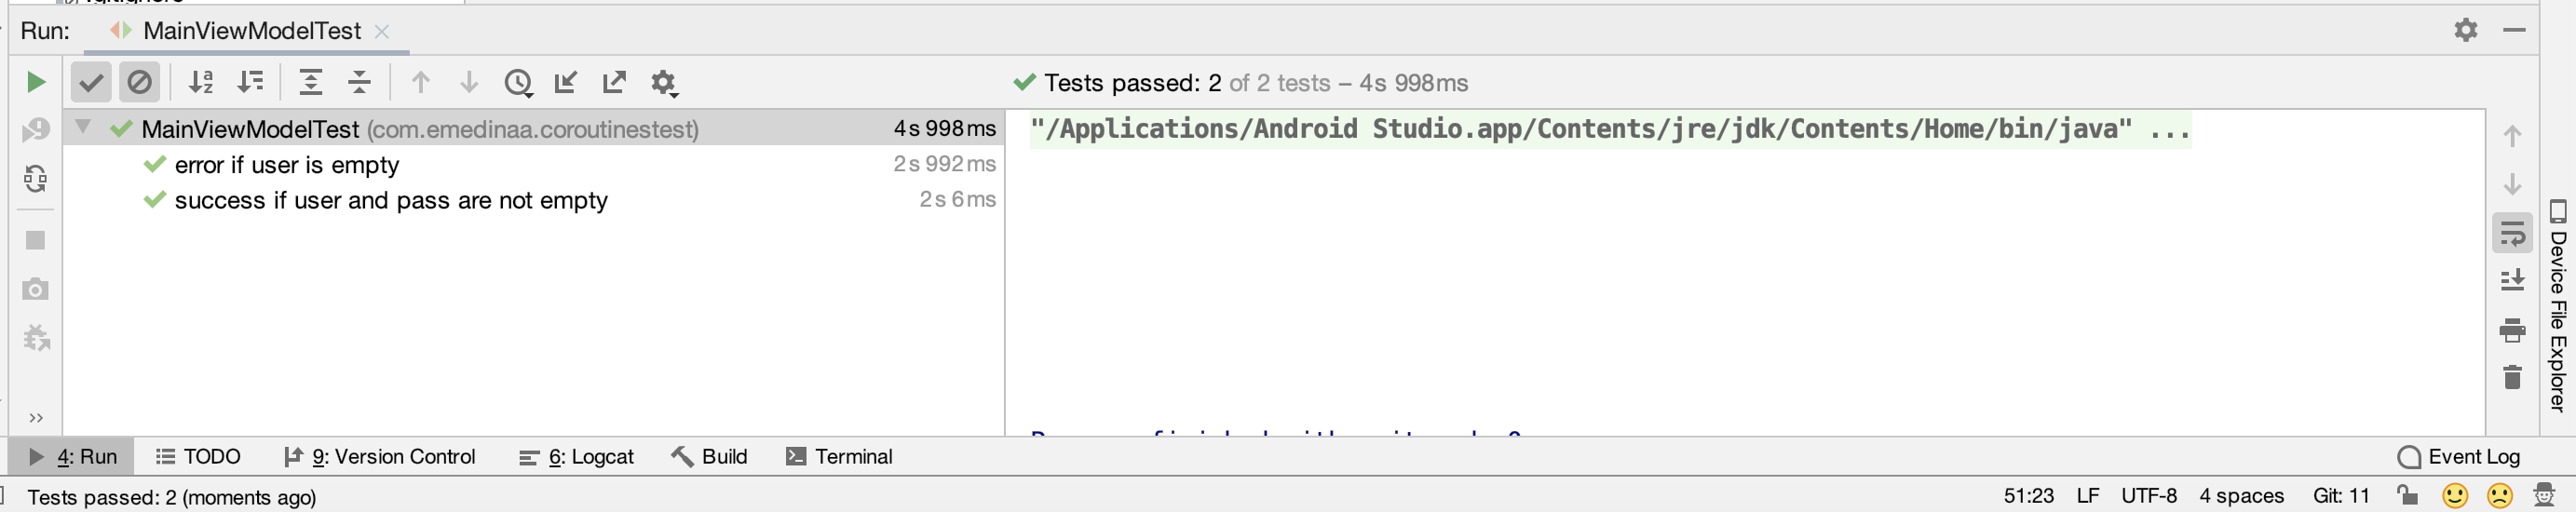 Run: MainViewModelTest
Tests passed: 2 of 2 tests – 4s 998ms
MainViewModelTest (com.emedinaa.coroutinestest) 4s 998ms
error if user is empty 2s 992ms
success if user and pass are not empty 2s 6ms
"/Applications/Android Studio.app/Contents/jre/jdk/Contents/Home/bin/java" ...
Device File Explorer
4: Run TODO 9: Version Control 6: Logcat Build Terminal Event Log
Tests passed: 2 (moments ago) 51:23 LF UTF-8 4 spaces Git: 11